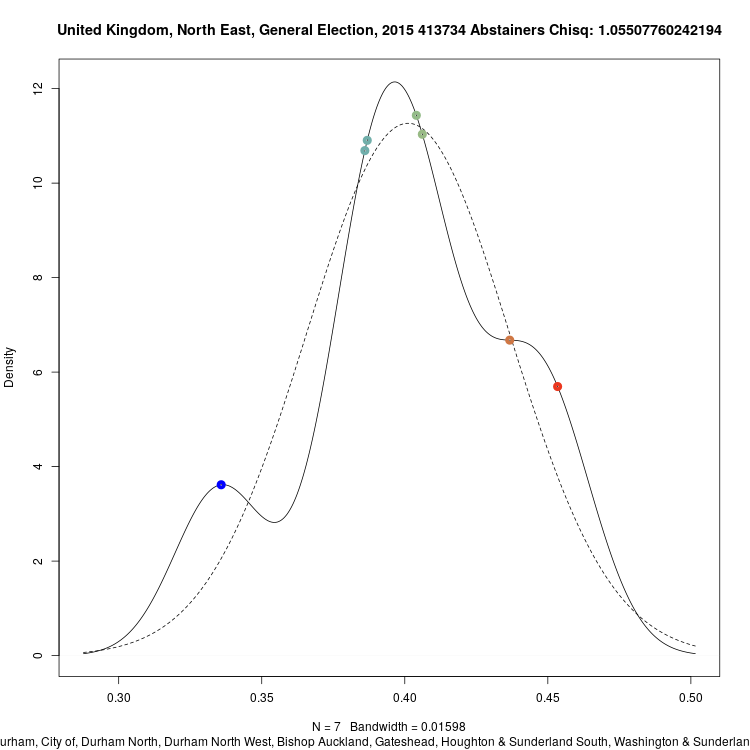 United Kingdom, North East, General Election, 2015 413734 Abstainers Chisq: 1.05507760242194
12
10
8
6
4
2
0
Density
0.30 0.35 0.40 0.45 0.50
N = 7 Bandwidth = 0.01598
urham, City of, Durham North, Durham North West, Bishop Auckland, Gateshead, Houghton & Sunderland South, Washington & Sunderlan